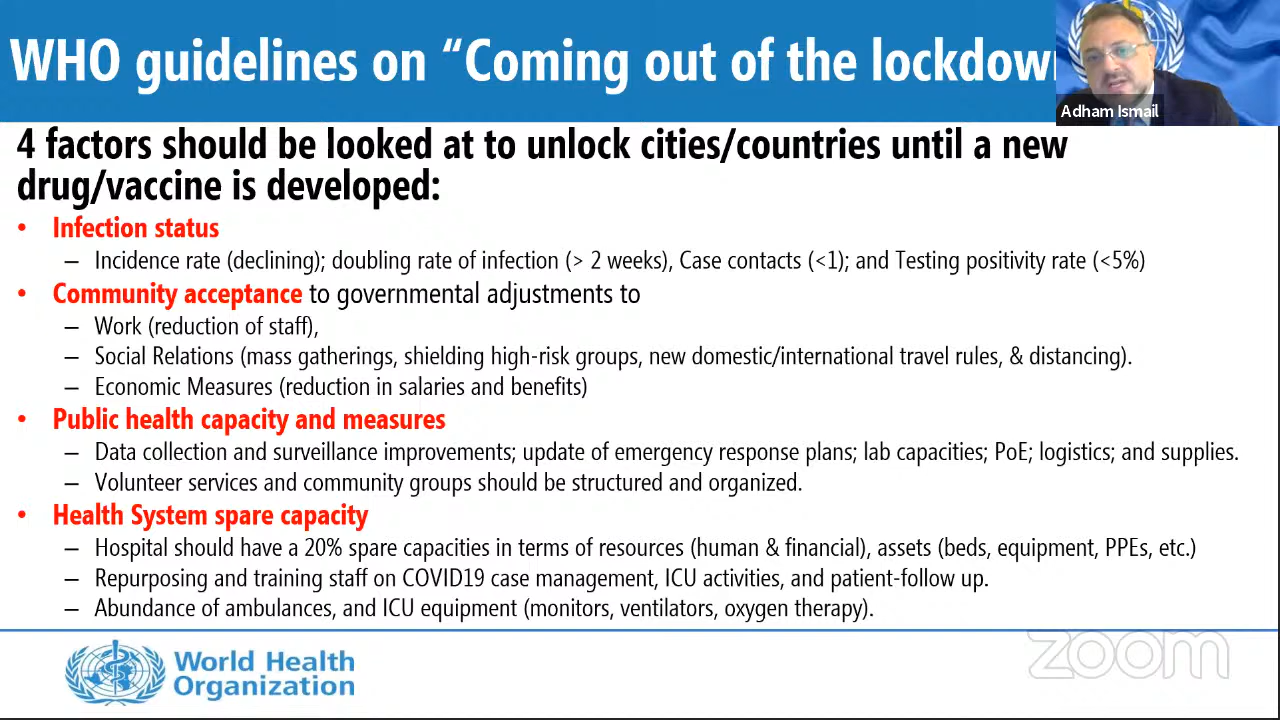 WHO guidelines on “Coming out of the lockdown
Adham Ismail
4 factors should be looked at to unlock cities/countries until a new
drug/vaccine is developed:
• Infection status
– Incidence rate (declining); doubling rate of infection (> 2 weeks), Case contacts (<1); and Testing positivity rate (<5%)
• Community acceptance to governmental adjustments to
– Work (reduction of staff),
– Social Relations (mass gatherings, shielding high-risk groups, new domestic/international travel rules, & distancing).
– Economic Measures (reduction in salaries and benefits)
• Public health capacity and measures
– Data collection and surveillance improvements; update of emergency response plans; lab capacities; PoE; logistics; and supplies.
– Volunteer services and community groups should be structured and organized.
• Health System spare capacity
– Hospital should have a 20% spare capacities in terms of resources (human & financial), assets (beds, equipment, PPEs, etc.)
– Repurposing and training staff on COVID19 case management, ICU activities, and patient-follow up.
– Abundance of ambulances, and ICU equipment (monitors, ventilators, oxygen therapy).
World Health
Organization
zoom